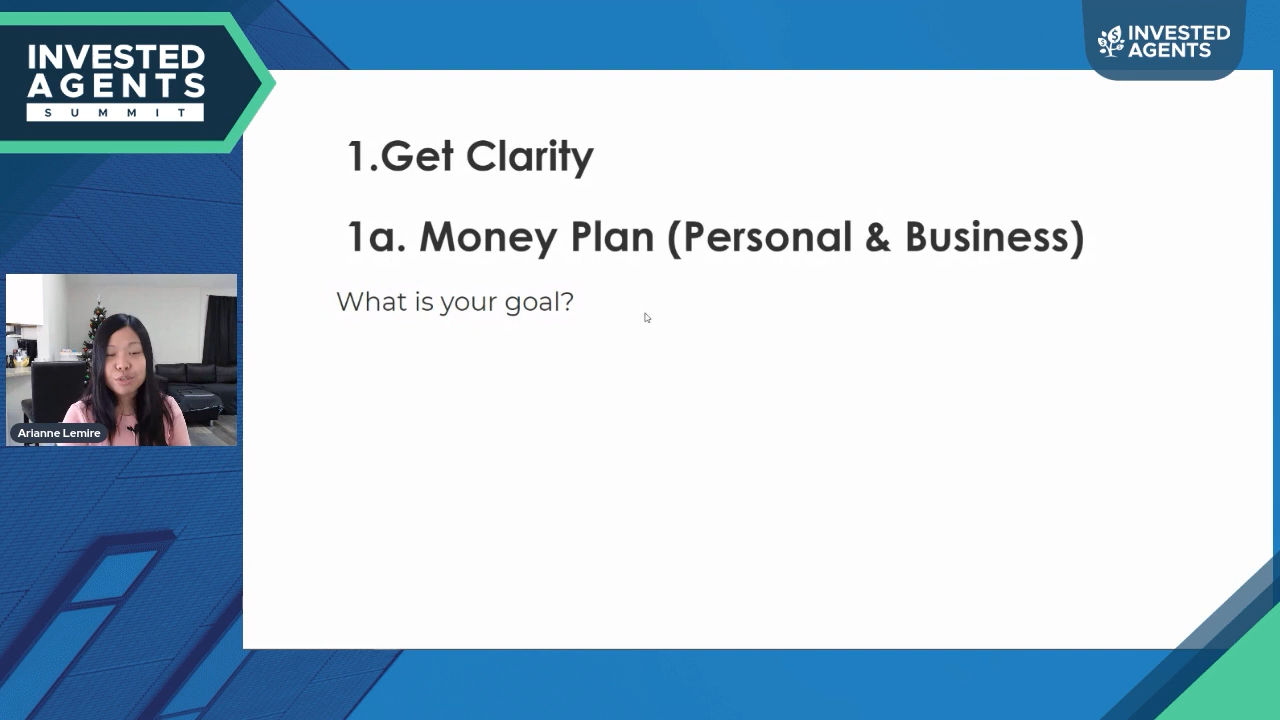 INVESTED
AGENTS
SUMMIT
INVESTED
AGENTS
1.Get Clarity
1a. Money Plan (Personal & Business)
What is your goal?
Arianne Lemire